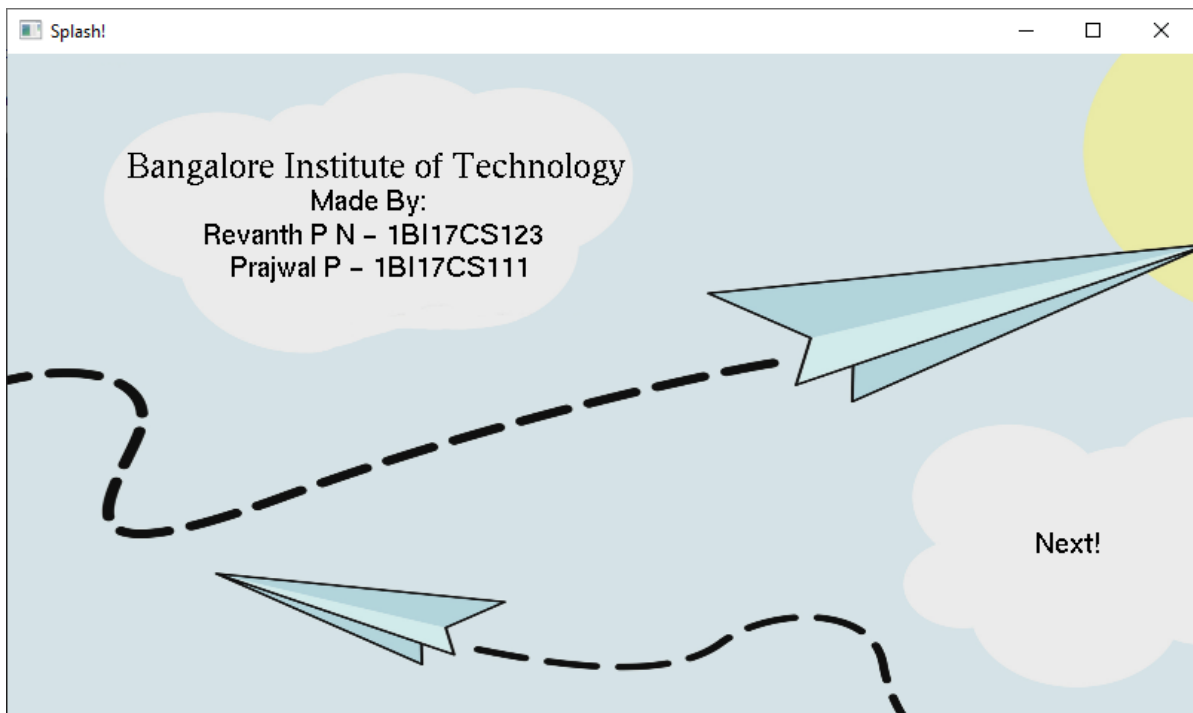 Splash!
Bangalore Institute of Technology
Made By:
Revanth P N - 1BI17CS123
Prajwal P - 1BI17CS111
Next!